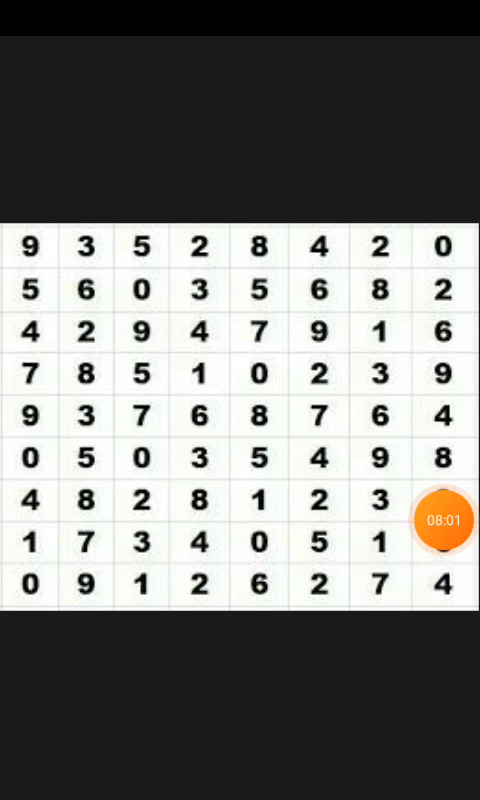 9 3 5 2 8 4 2 0
5 6 0 3 5 6 8 2
4 2 9 4 7 9 1 6
7 8 5 1 0 2 3 9
9 3 7 6 8 7 6 4
0 5 0 3 5 4 9 8
4 8 2 8 1 2 3
08:01
1 7 3 4 0 5 1
0 9 1 2 6 2 7 4